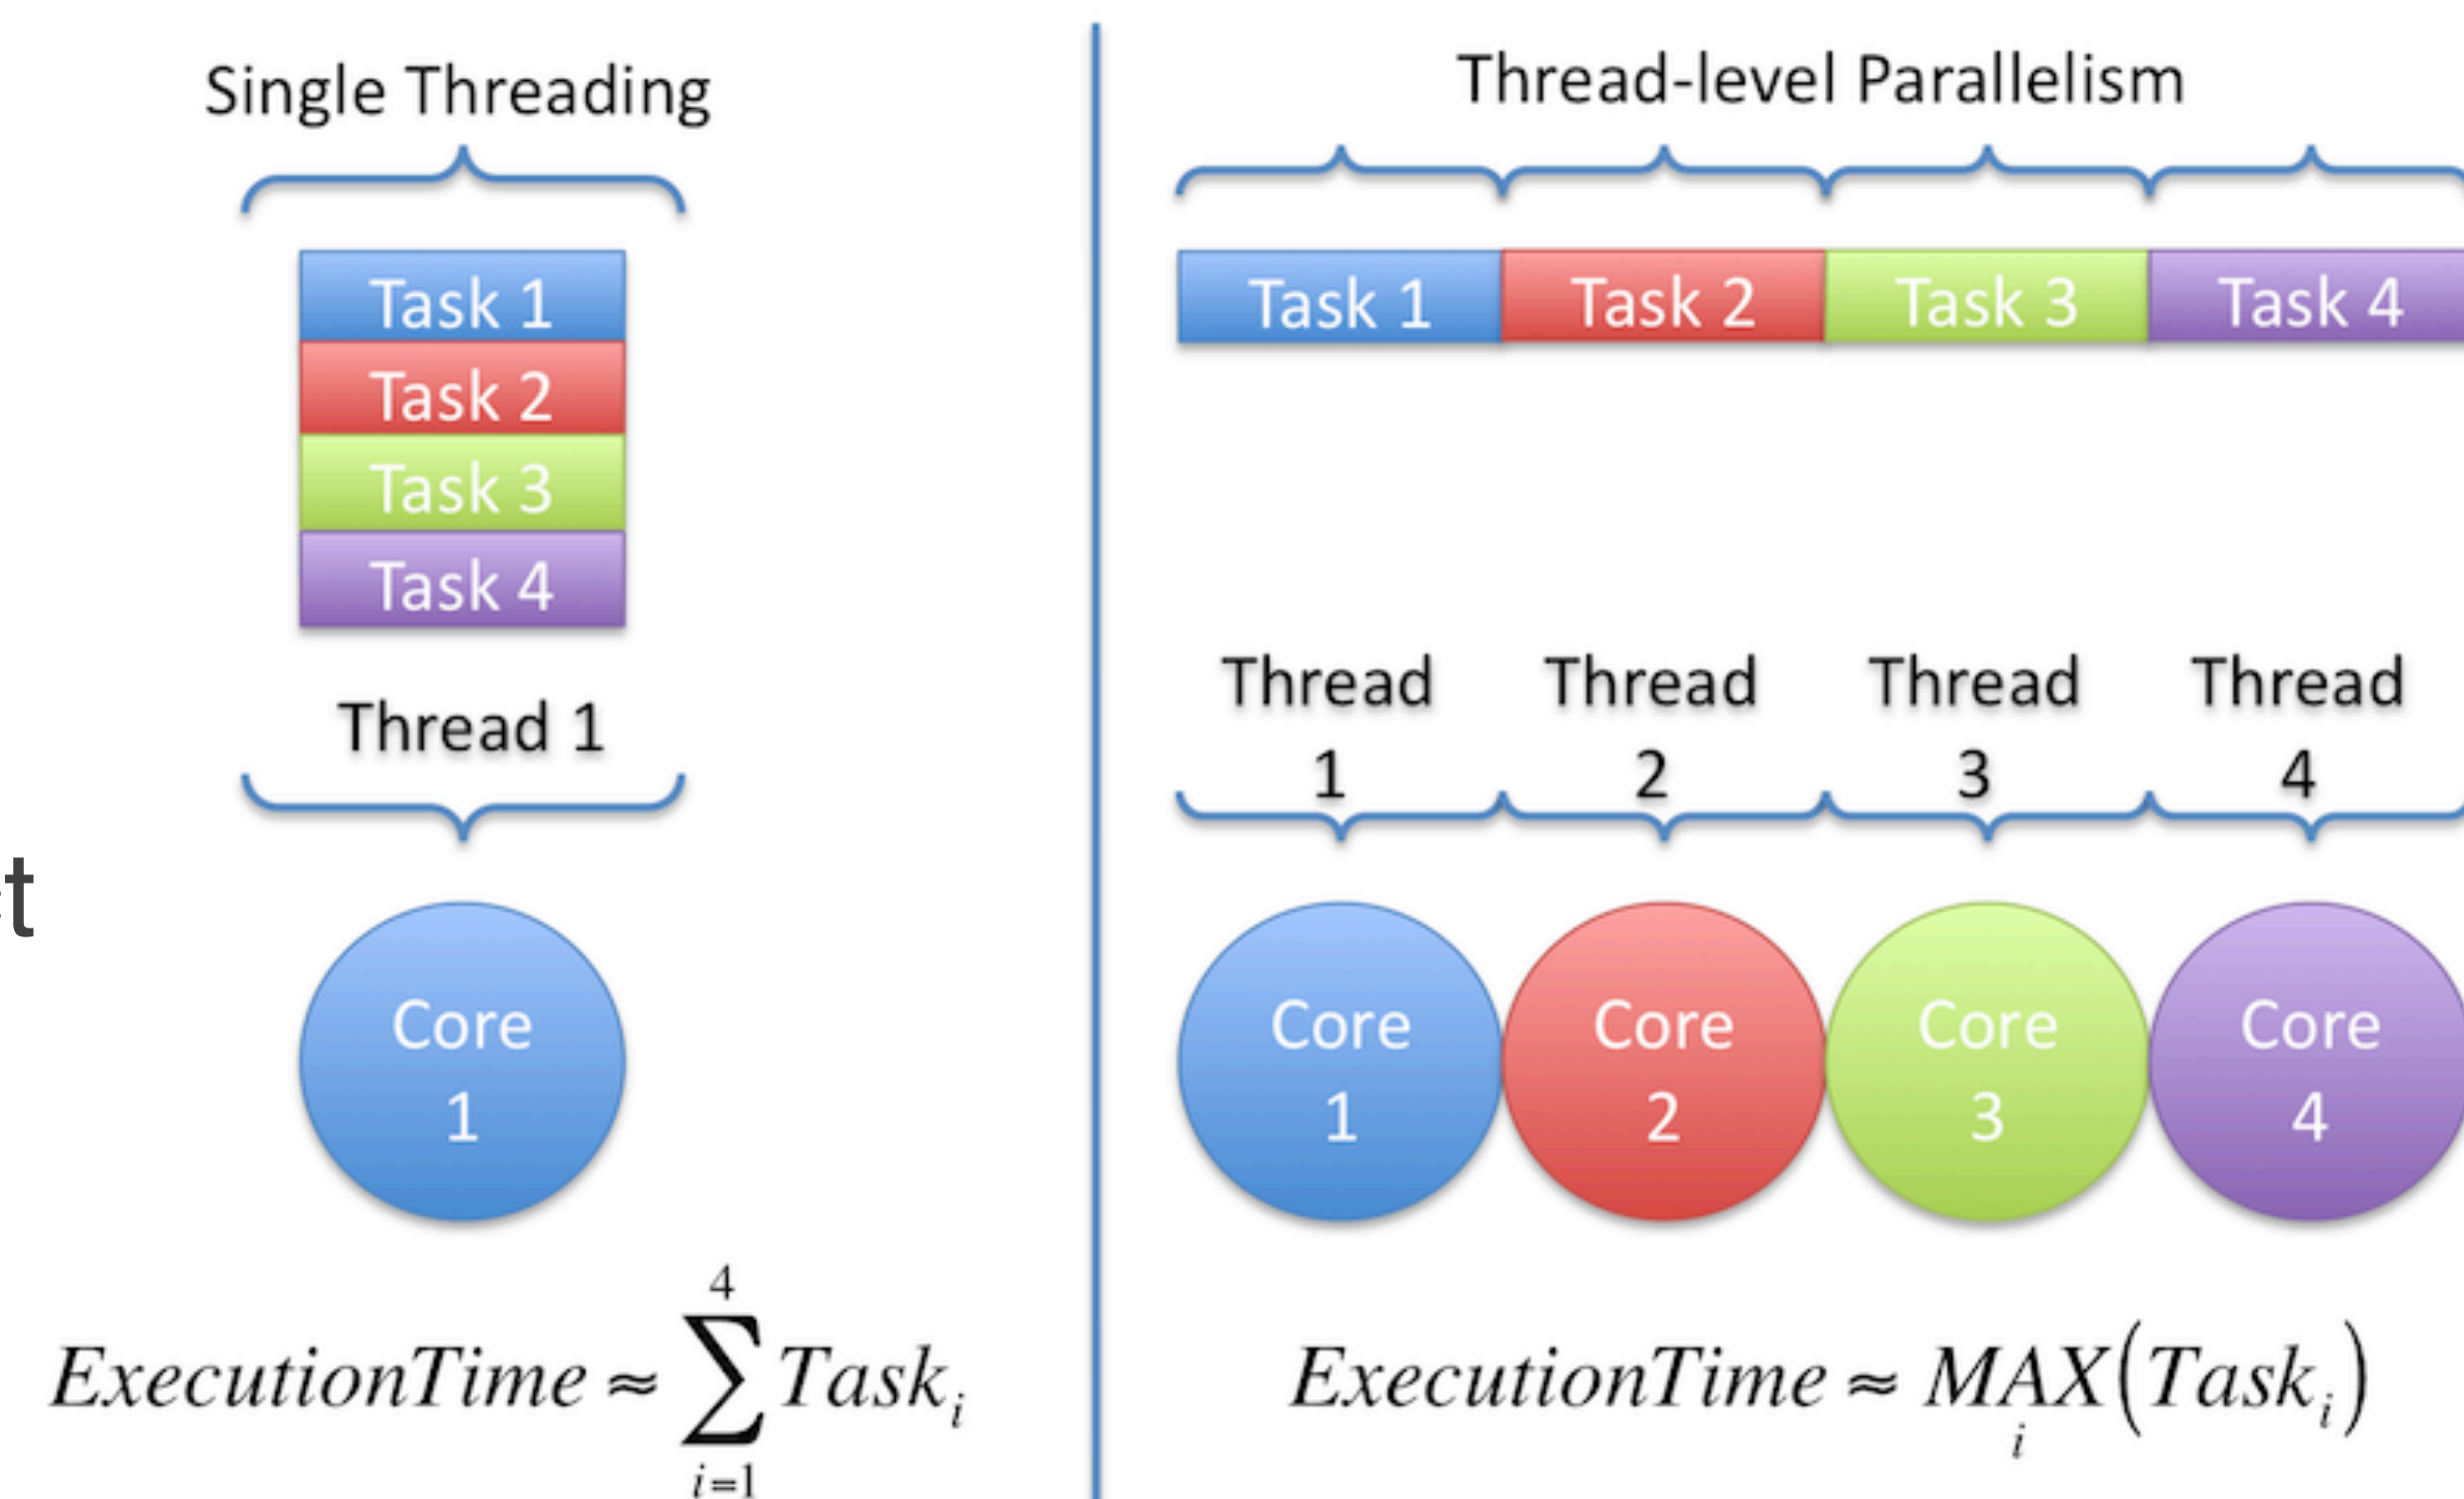 Single Threading
Task 1
Task 2
Task 3
Task 4
Thread 1
Core
1
ExecutionTime ≈ ∑ Task_i
4
i=1
Thread-level Parallelism
Task 1 Task 2 Task 3 Task 4
Thread Thread Thread Thread
1 2 3 4
Core Core Core Core
1 2 3 4
ExecutionTime ≈ MAX(Task_i)
i